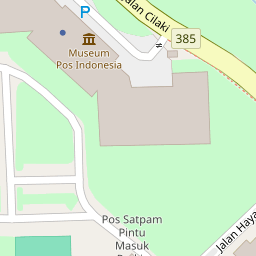 P
Jalan Cilaki
385
Museum
Pos Indonesia
Pos Satpam
Pintu
Masuk
Jalan Haya